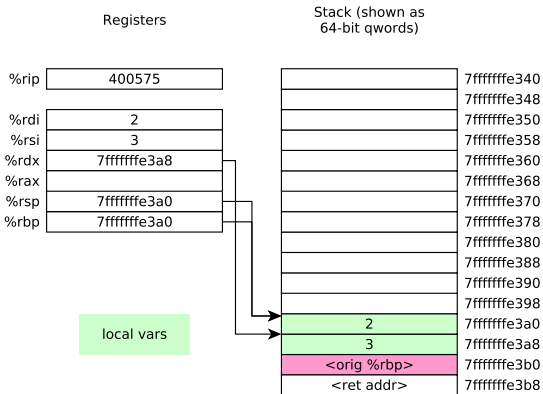 Registers
Stack (shown as
64-bit qwords)
%rip 400575
%rdi 2
%rsi 3
%rdx 7fffffffe3a8
%rax
%rsp 7fffffffe3a0
%rbp 7fffffffe3a0
local vars
7fffffffe340
7fffffffe348
7fffffffe350
7fffffffe358
7fffffffe360
7fffffffe368
7fffffffe370
7fffffffe378
7fffffffe380
7fffffffe388
7fffffffe390
7fffffffe398
2 7fffffffe3a0
3 7fffffffe3a8
<orig %rbp> 7fffffffe3b0
<ret addr> 7fffffffe3b8